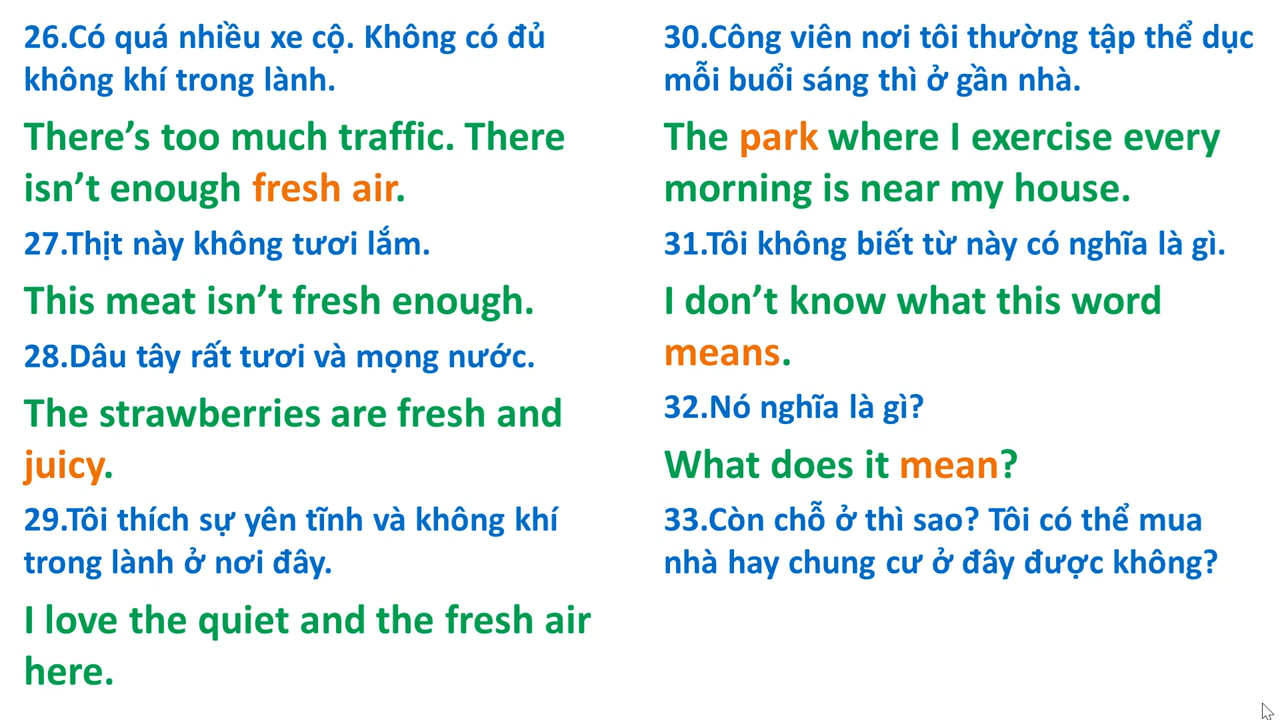 26.Có quá nhiều xe cộ. Không có đủ
không khí trong lành.
There’s too much traffic. There
isn’t enough fresh air.
27.Thịt này không tươi lắm.
This meat isn’t fresh enough.
28.Dâu tây rất tươi và mọng nước.
The strawberries are fresh and
juicy.
29.Tôi thích sự yên tĩnh và không khí
trong lành ở nơi đây.
I love the quiet and the fresh air
here.
30.Công viên nơi tôi thường tập thể dục
mỗi buổi sáng thì ở gần nhà.
The park where I exercise every
morning is near my house.
31.Tôi không biết từ này có nghĩa là gì.
I don’t know what this word
means.
32.Nó nghĩa là gì?
What does it mean?
33.Còn chỗ ở thì sao? Tôi có thể mua
nhà hay chung cư ở đây được không?